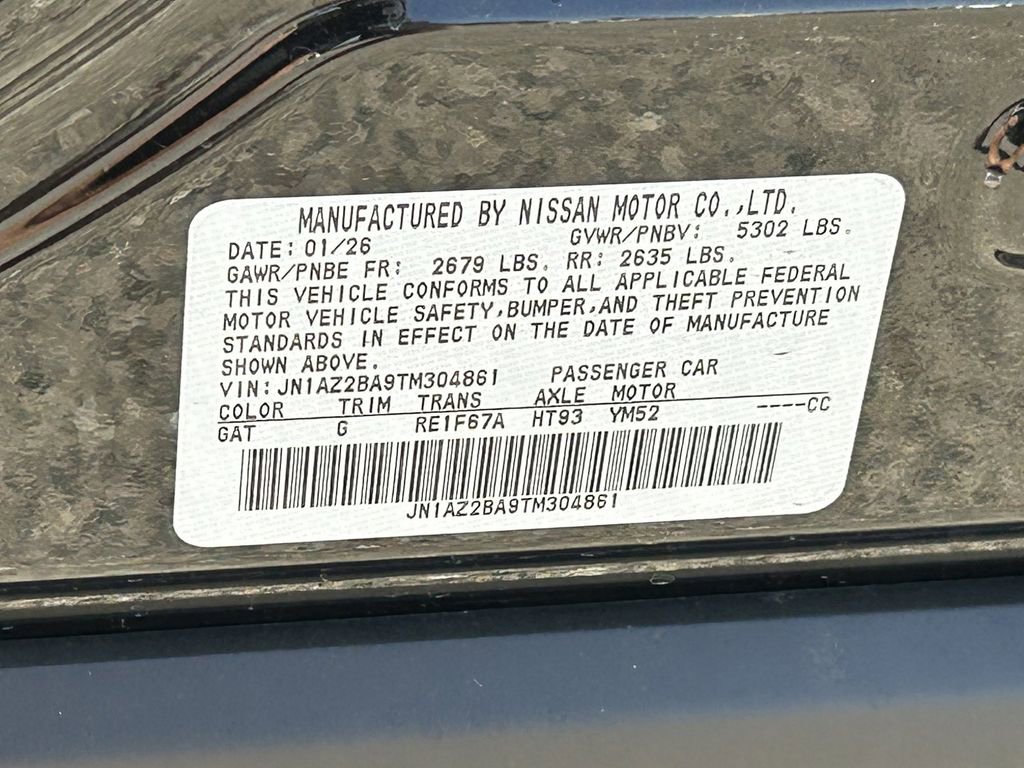 MANUFACTURED BY NISSAN MOTOR CO.,LTD.
DATE: 01/26 GVWR/PNBV: 5302 LBS.
GAWR/PNBE FR: 2679 LBS. RR: 2635 LBS.
THIS VEHICLE CONFORMS TO ALL APPLICABLE FEDERAL
MOTOR VEHICLE SAFETY,BUMPER,AND THEFT PREVENTION
STANDARDS IN EFFECT ON THE DATE OF MANUFACTURE
SHOWN ABOVE.
VIN: JN1AZ2BA9TM304861 PASSENGER CAR
COLOR TRIM TRANS AXLE MOTOR
GAT G RE1F67A HT93 YM52 ----CC
JN1AZ2BA9TM304861